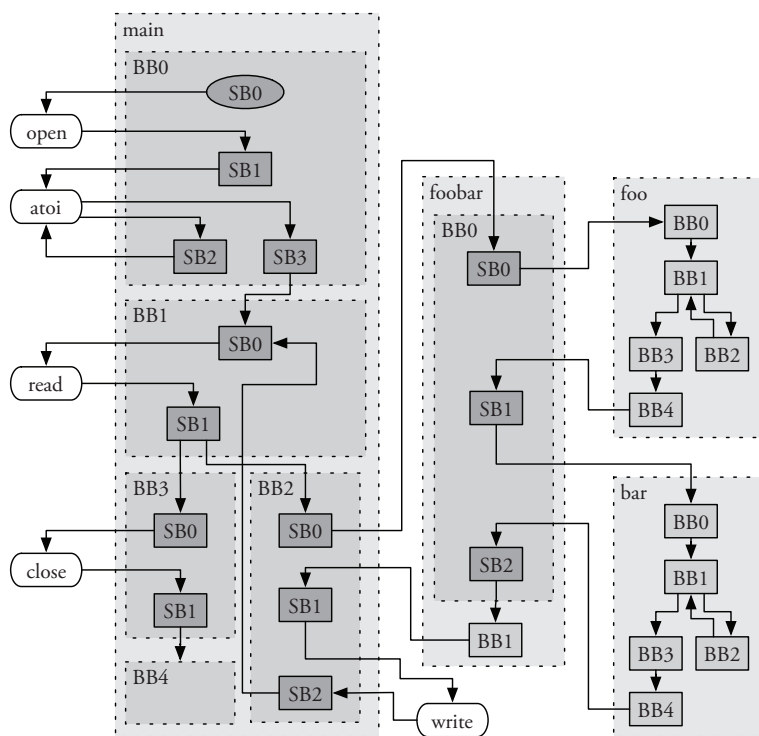 main
BB0
SB0
open
SB1
atoi
SB2
SB3
BB1
SB0
read
SB1
BB3
SB0
close
SB1
BB4
BB2
SB0
SB1
SB2
write
foobar
BB0
SB0
SB1
SB2
BB1
foo
BB0
BB1
BB3
BB2
BB4
bar
BB0
BB1
BB3
BB2
BB4